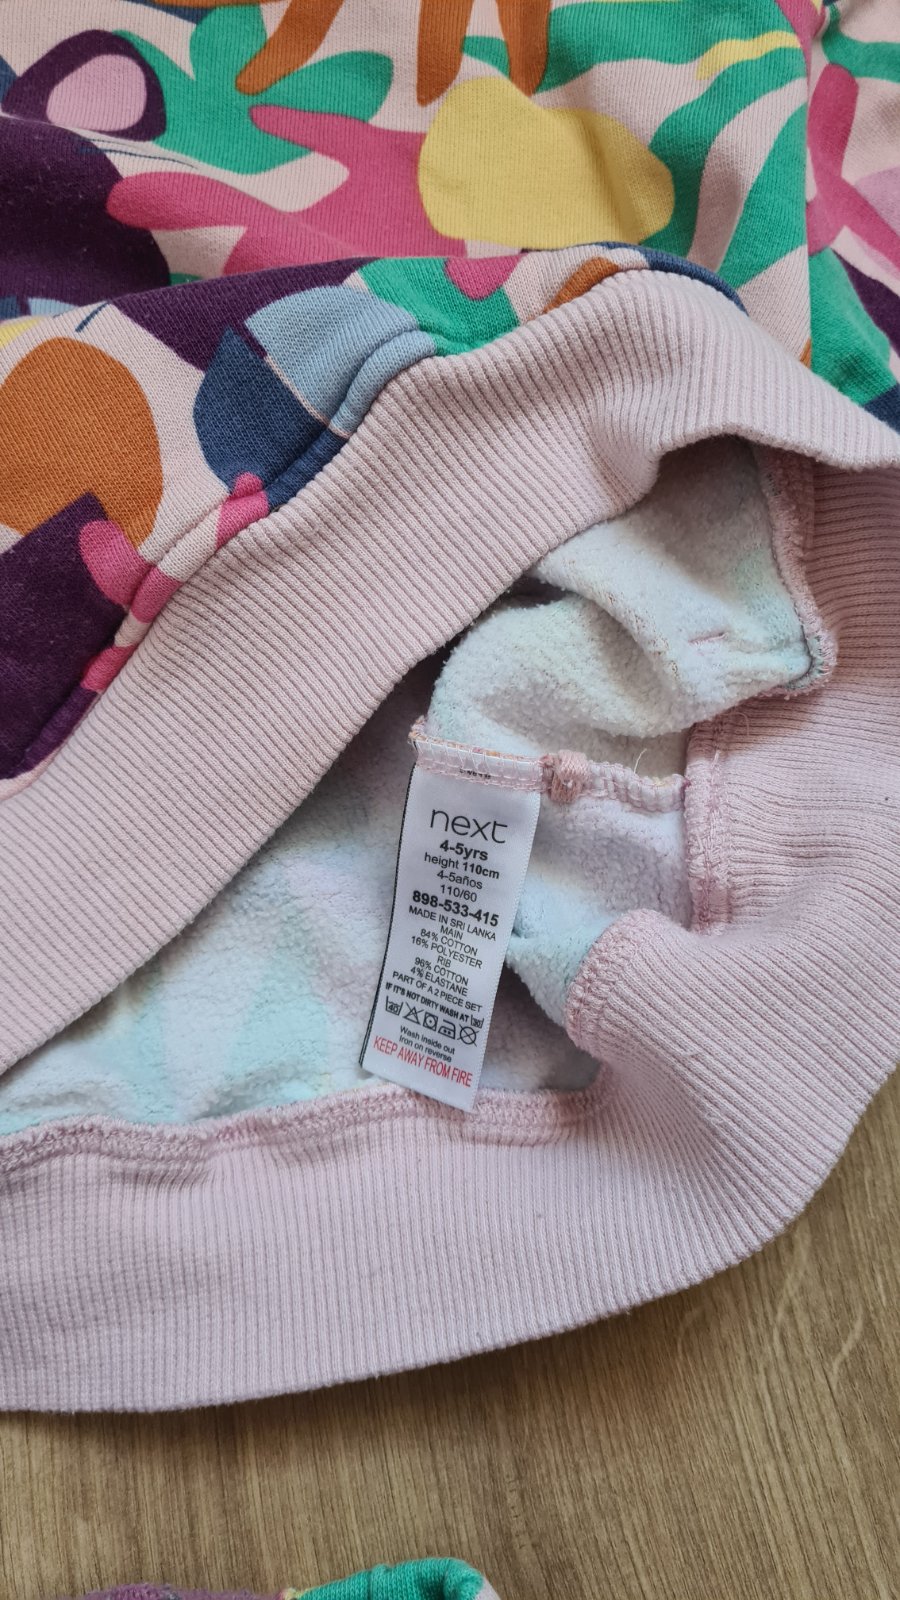 next
4-5yrs
height 110cm
4-5años
110/60
898-533-415
MADE IN SRI LANKA
MAIN
84% COTTON
16% POLYESTER
RIB
96% COTTON
4% ELASTANE
PART OF A 2 PIECE SET
IF IT'S NOT DIRTY WASH AT 30
40
Wash inside out
Iron on reverse
KEEP AWAY FROM FIRE